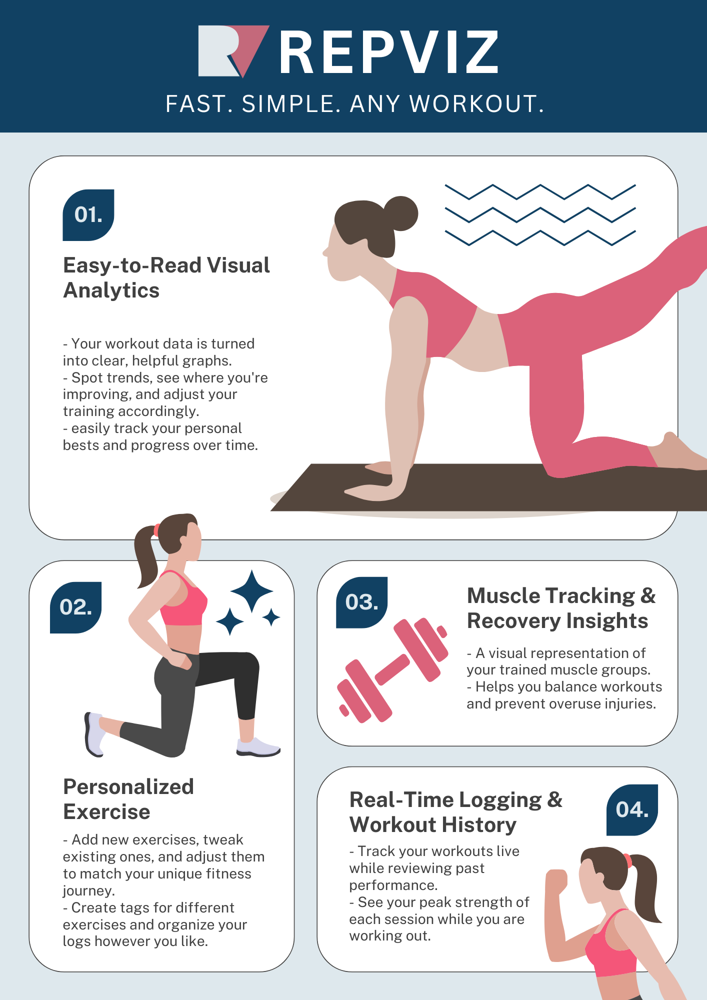 REPVIZ
FAST. SIMPLE. ANY WORKOUT.
01.
Easy-to-Read Visual
Analytics
- Your workout data is turned
into clear, helpful graphs.
- Spot trends, see where you're
improving, and adjust your
training accordingly.
- easily track your personal
bests and progress over time.
02.
Personalized
Exercise
- Add new exercises, tweak
existing ones, and adjust them
to match your unique fitness
journey.
- Create tags for different
exercises and organize your
logs however you like.
03.
Muscle Tracking &
Recovery Insights
- A visual representation of
your trained muscle groups.
- Helps you balance workouts
and prevent overuse injuries.
04.
Real-Time Logging &
Workout History
- Track your workouts live
while reviewing past
performance.
- See your peak strength of
each session while you are
working out.